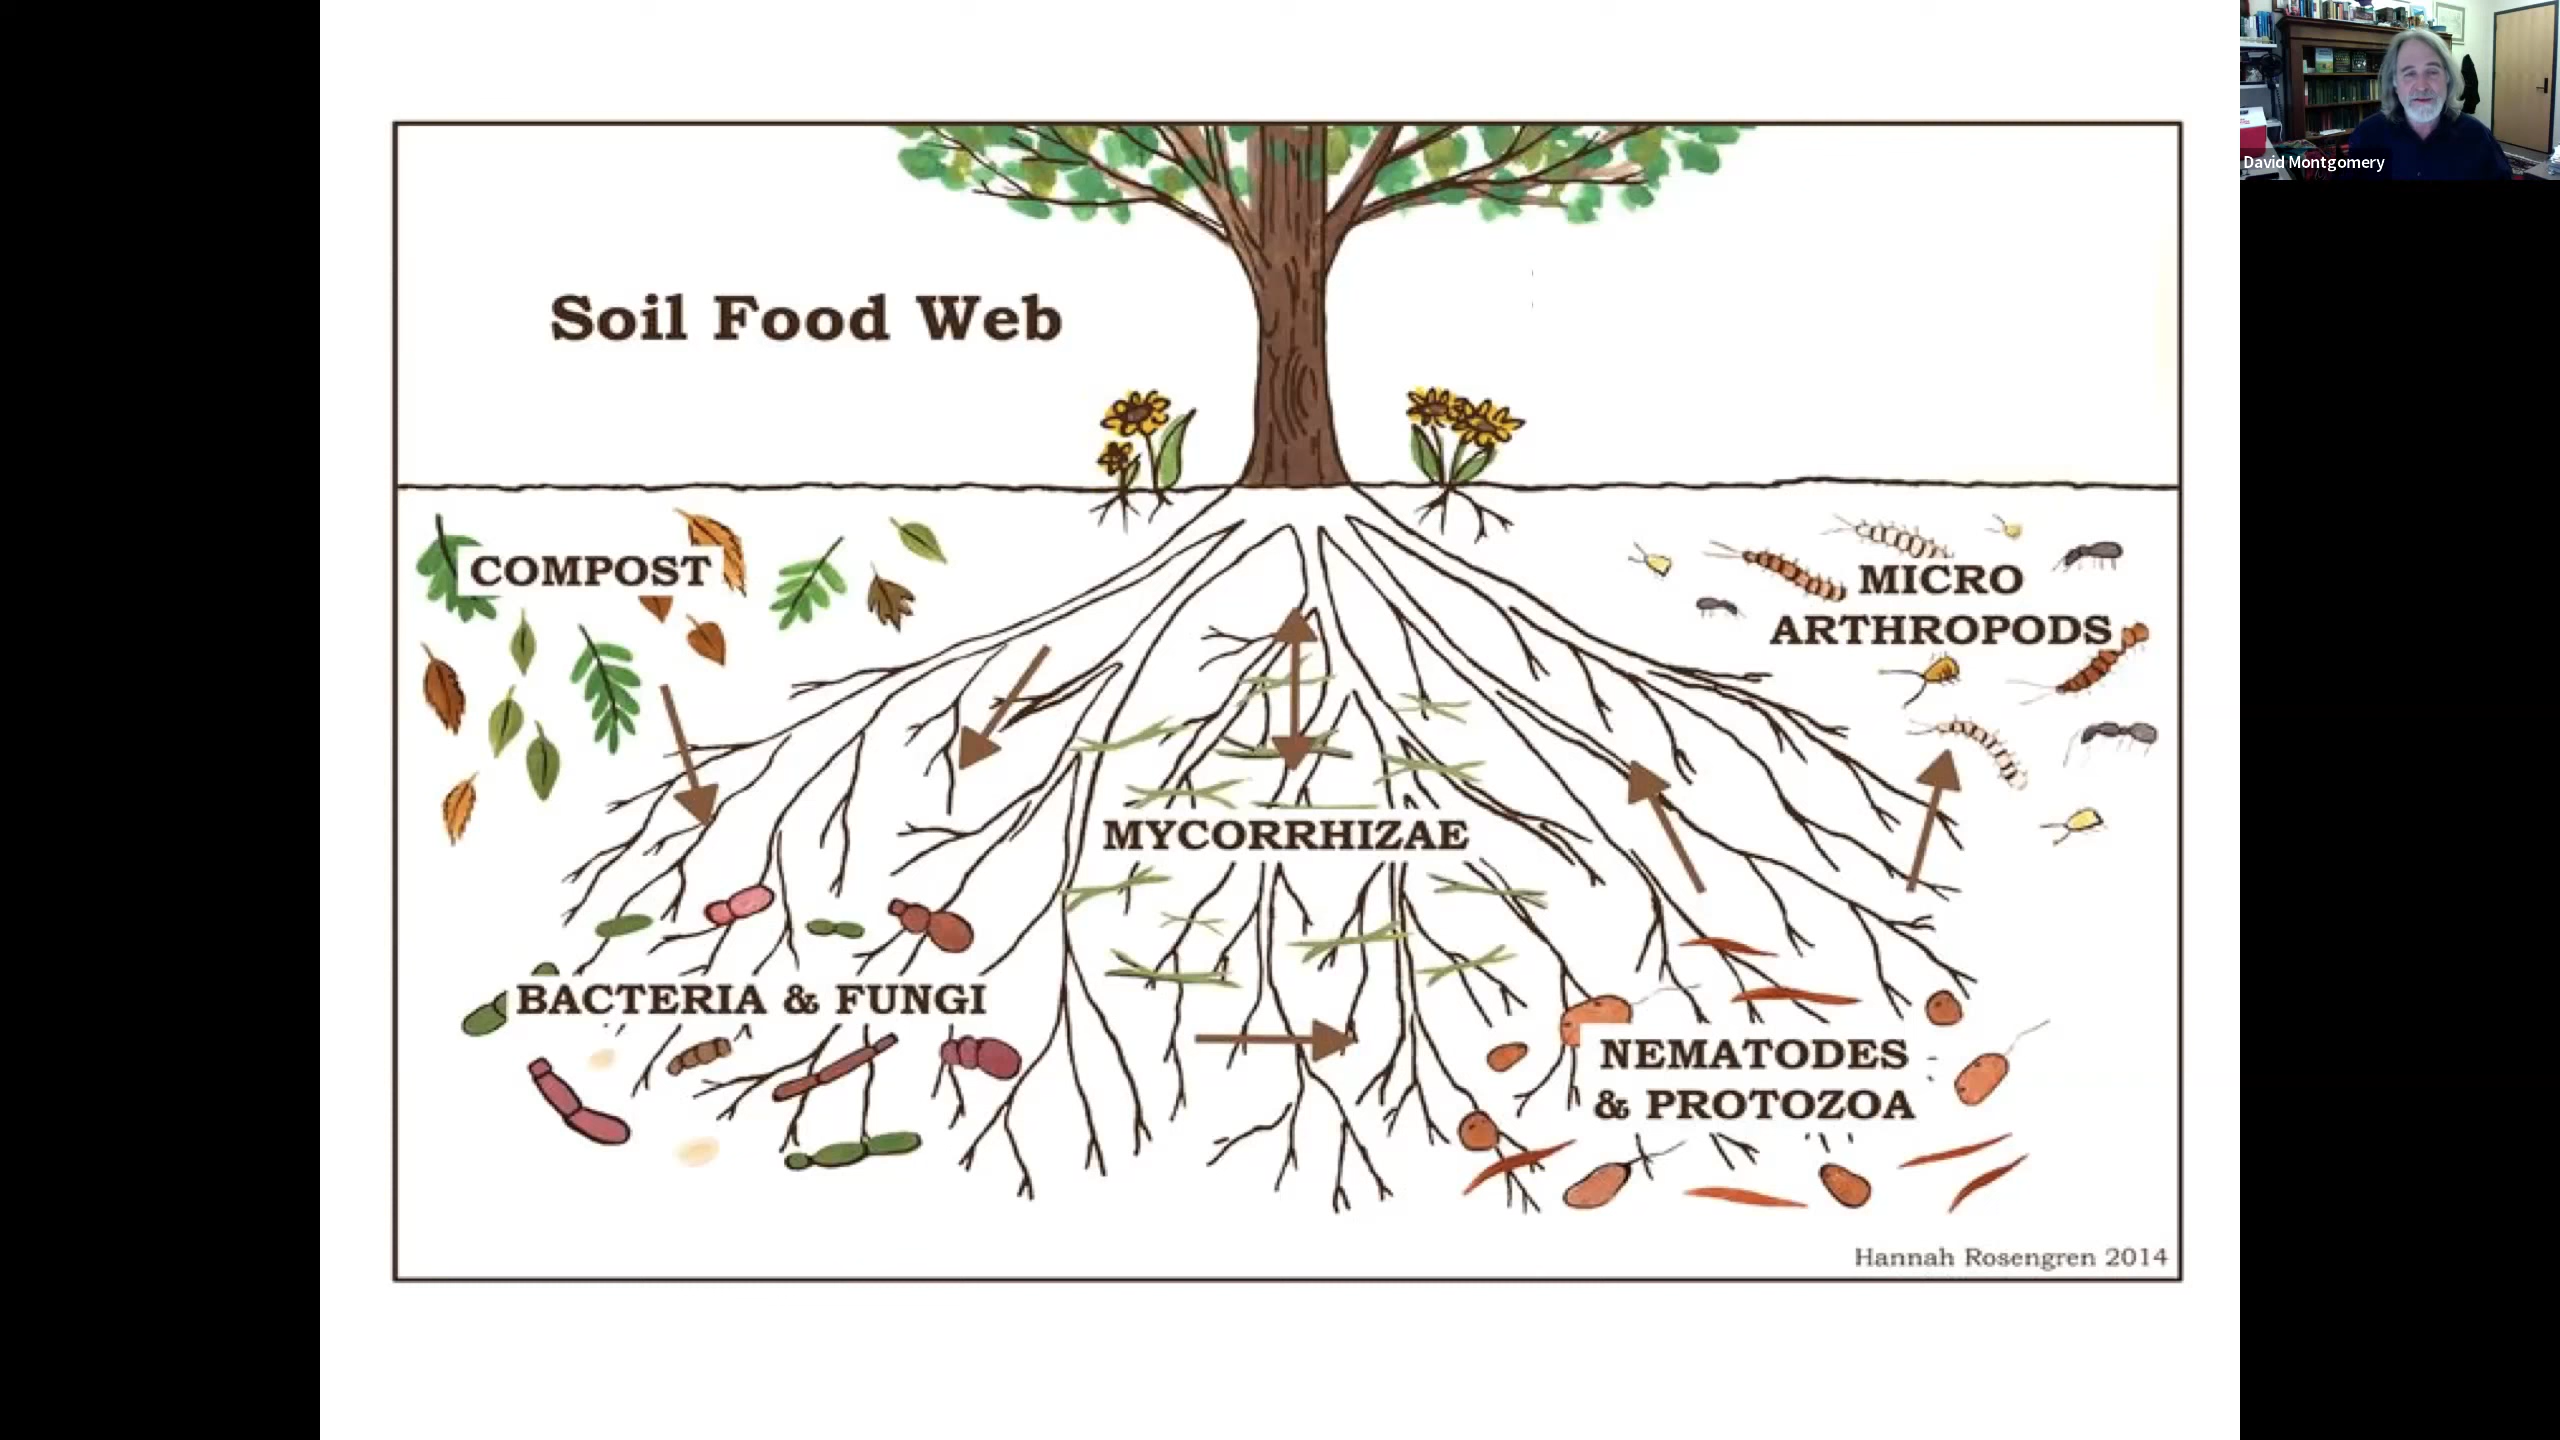 David Montgomery
Soil Food Web
COMPOST
MICRO
ARTHROPODS
MYCORRHIZAE
BACTERIA & FUNGI
NEMATODES
& PROTOZOA
Hannah Rosengren 2014